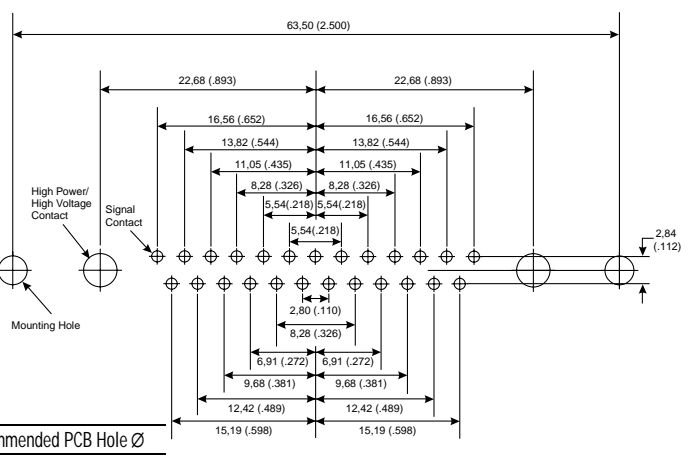 63,50 (2.500)
22,68 (.893) 22,68 (.893)
16,56 (.652) 16,56 (.652)
13,82 (.544) 13,82 (.544)
11,05 (.435) 11,05 (.435)
8,28 (.326) 8,28 (.326)
5,54(.218) 5,54(.218)
5,54(.218)
High Power/
High Voltage
Contact
Signal
Contact
2,84
(.112)
Mounting Hole
2,80 (.110)
8,28 (.326)
6,91 (.272) 6,91 (.272)
9,68 (.381) 9,68 (.381)
12,42 (.489) 12,42 (.489)
15,19 (.598) 15,19 (.598)
mmended PCB Hole Ø